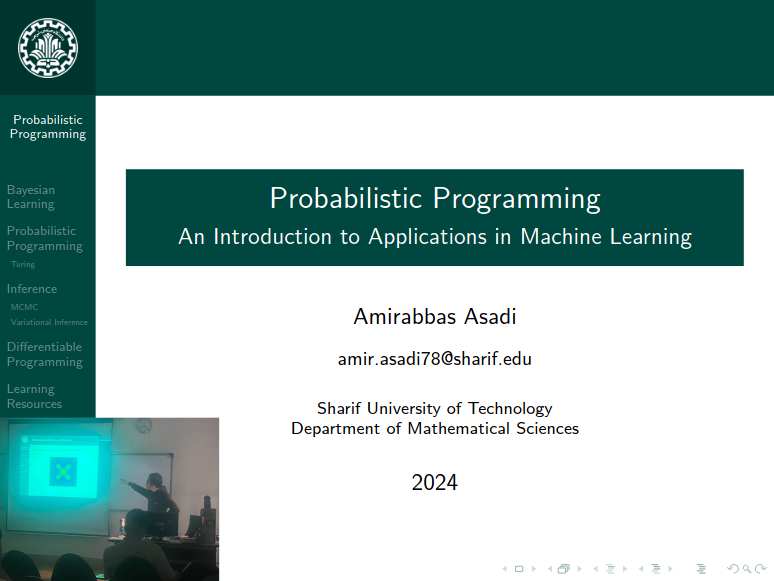 Probabilistic
Programming
Bayesian
Learning
Probabilistic
Programming
Turing
Inference
MCMC
Variational Inference
Differentiable
Programming
Learning
Resources
Probabilistic Programming
An Introduction to Applications in Machine Learning
Amirabbas Asadi
amir.asadi78@sharif.edu
Sharif University of Technology
Department of Mathematical Sciences
2024